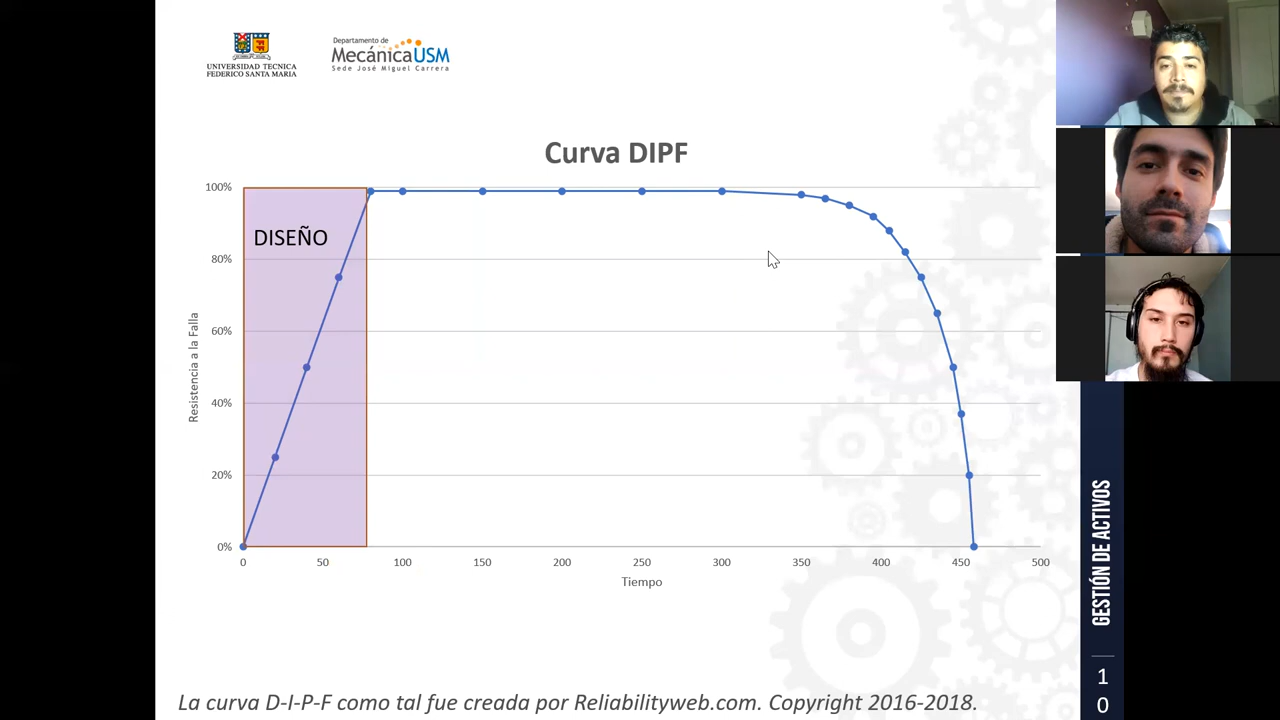 UNIVERSIDAD TECNICA
FEDERICO SANTA MARIA
Departamento de
MecánicaUSM
Sede José Miguel Carrera
Curva DIPF
100%
80%
60%
40%
20%
0%
Resistencia a la Falla
DISEÑO
0
50
100
150
200
250
300
350
400
450
500
Tiempo
GESTIÓN DE ACTIVOS
1
0
La curva D-I-P-F como tal fue creada por Reliabilityweb.com. Copyright 2016-2018.